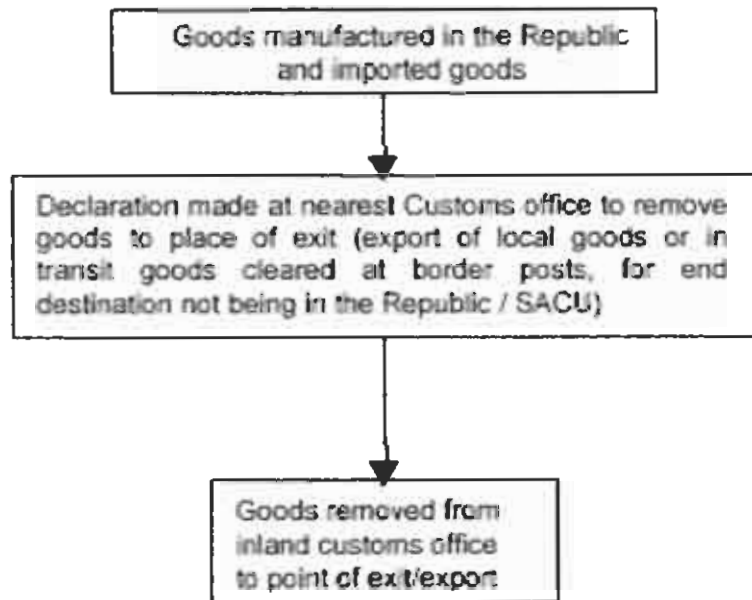 Goods manufactured in the Republic
and imported goods
Declaration made at nearest Customs office to remove
goods to place of exit (export of local goods or in
transit goods cleared at border posts, for end
destination not being in the Republic / SACU)
Goods removed from
inland customs office
to point of exit/export